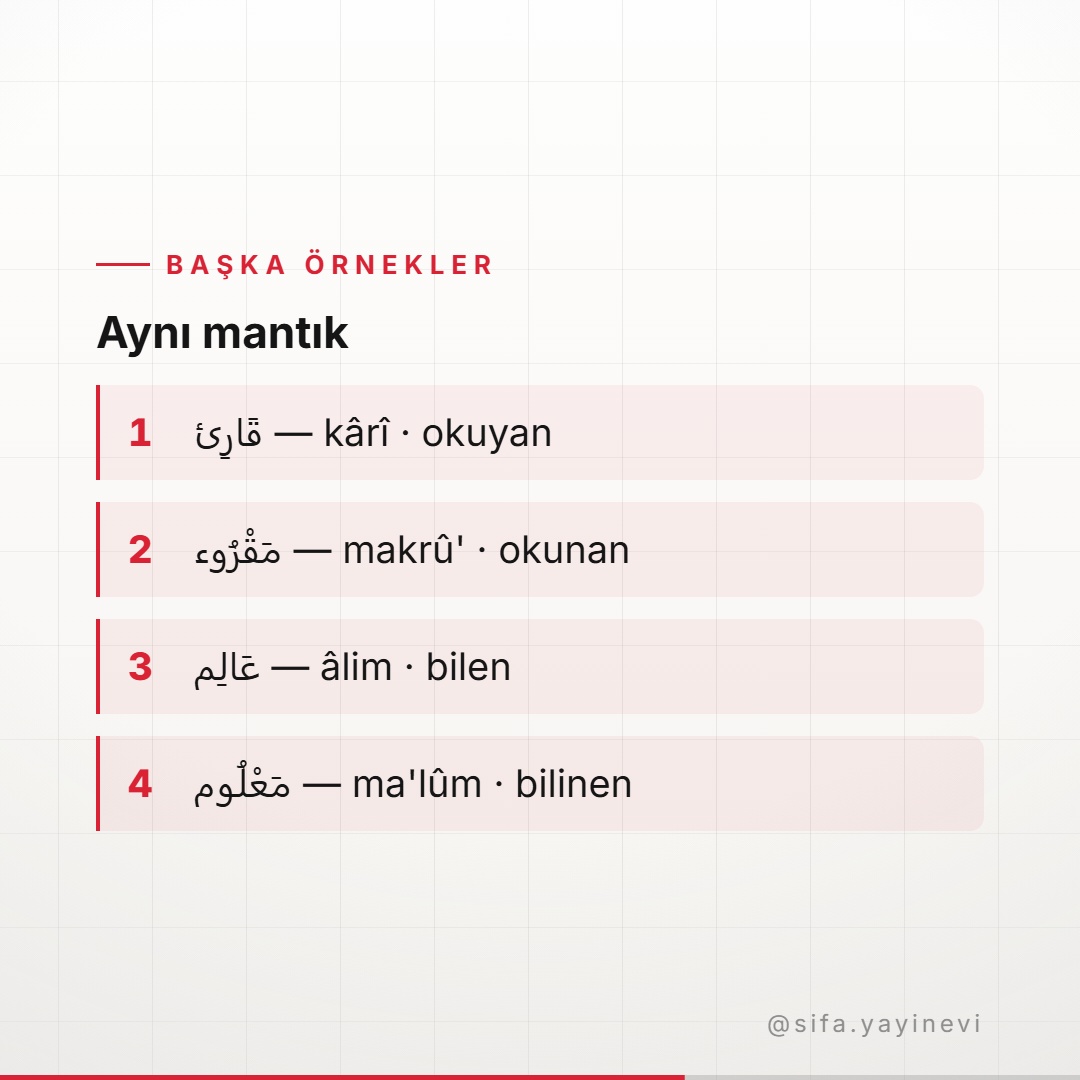 BAŞKA ÖRNEKLER
Aynı mantık
1 قَارِئ — kârî · okuyan
2 مَقْرُوء — makrû' · okunan
3 عَالِم — âlim · bilen
4 مَعْلُوم — ma'lûm · bilinen
@sifa.yayinevi